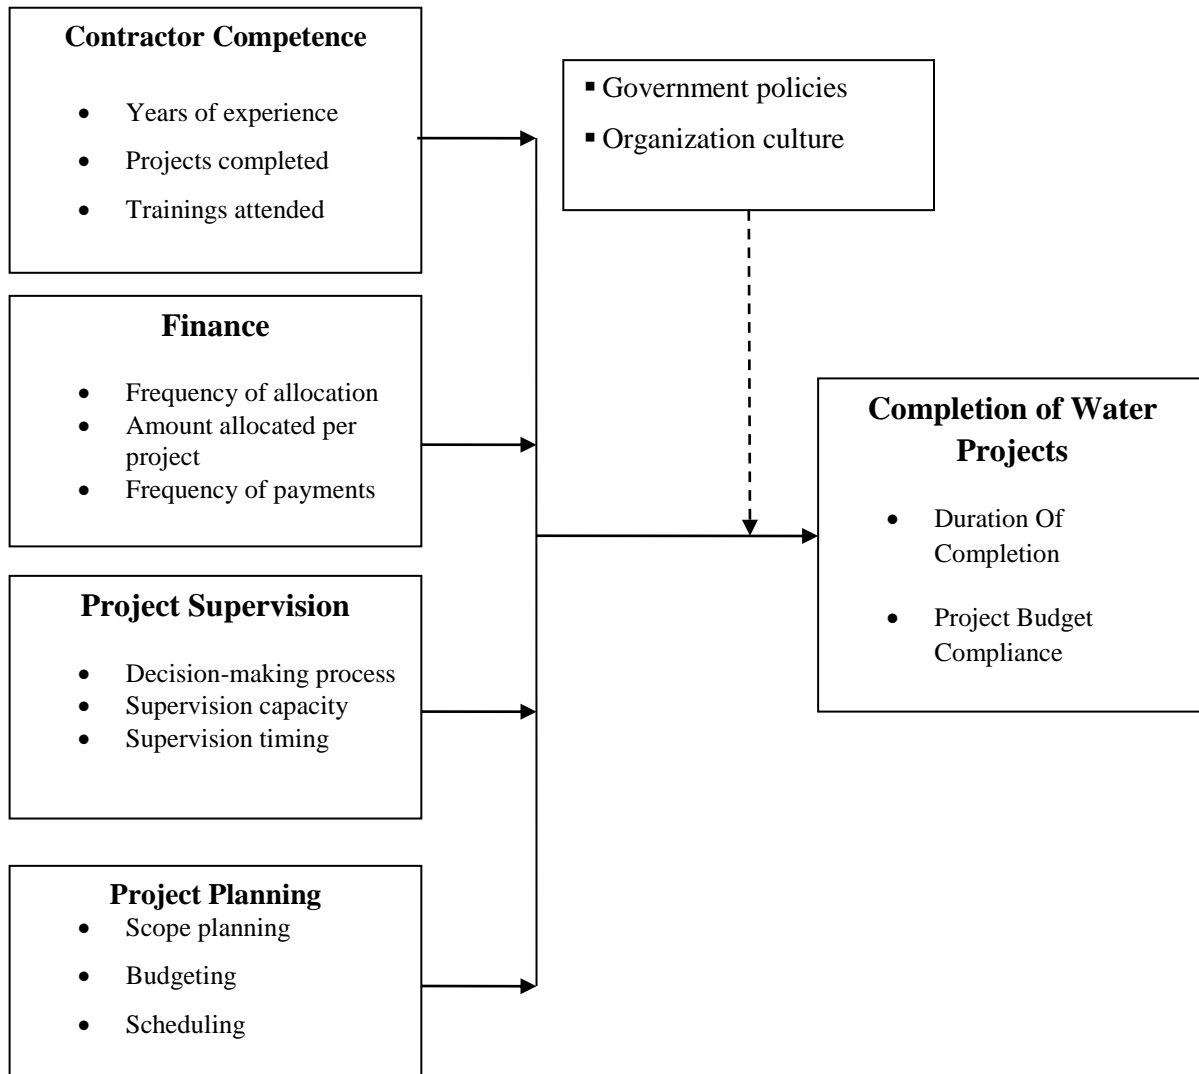 Contractor Competence
• Years of experience
• Projects completed
• Trainings attended
▪ Government policies
▪ Organization culture
Finance
• Frequency of allocation
• Amount allocated per
project
• Frequency of payments
Completion of Water
Projects
• Duration Of
Completion
• Project Budget
Compliance
Project Supervision
• Decision-making process
• Supervision capacity
• Supervision timing
Project Planning
• Scope planning
• Budgeting
• Scheduling